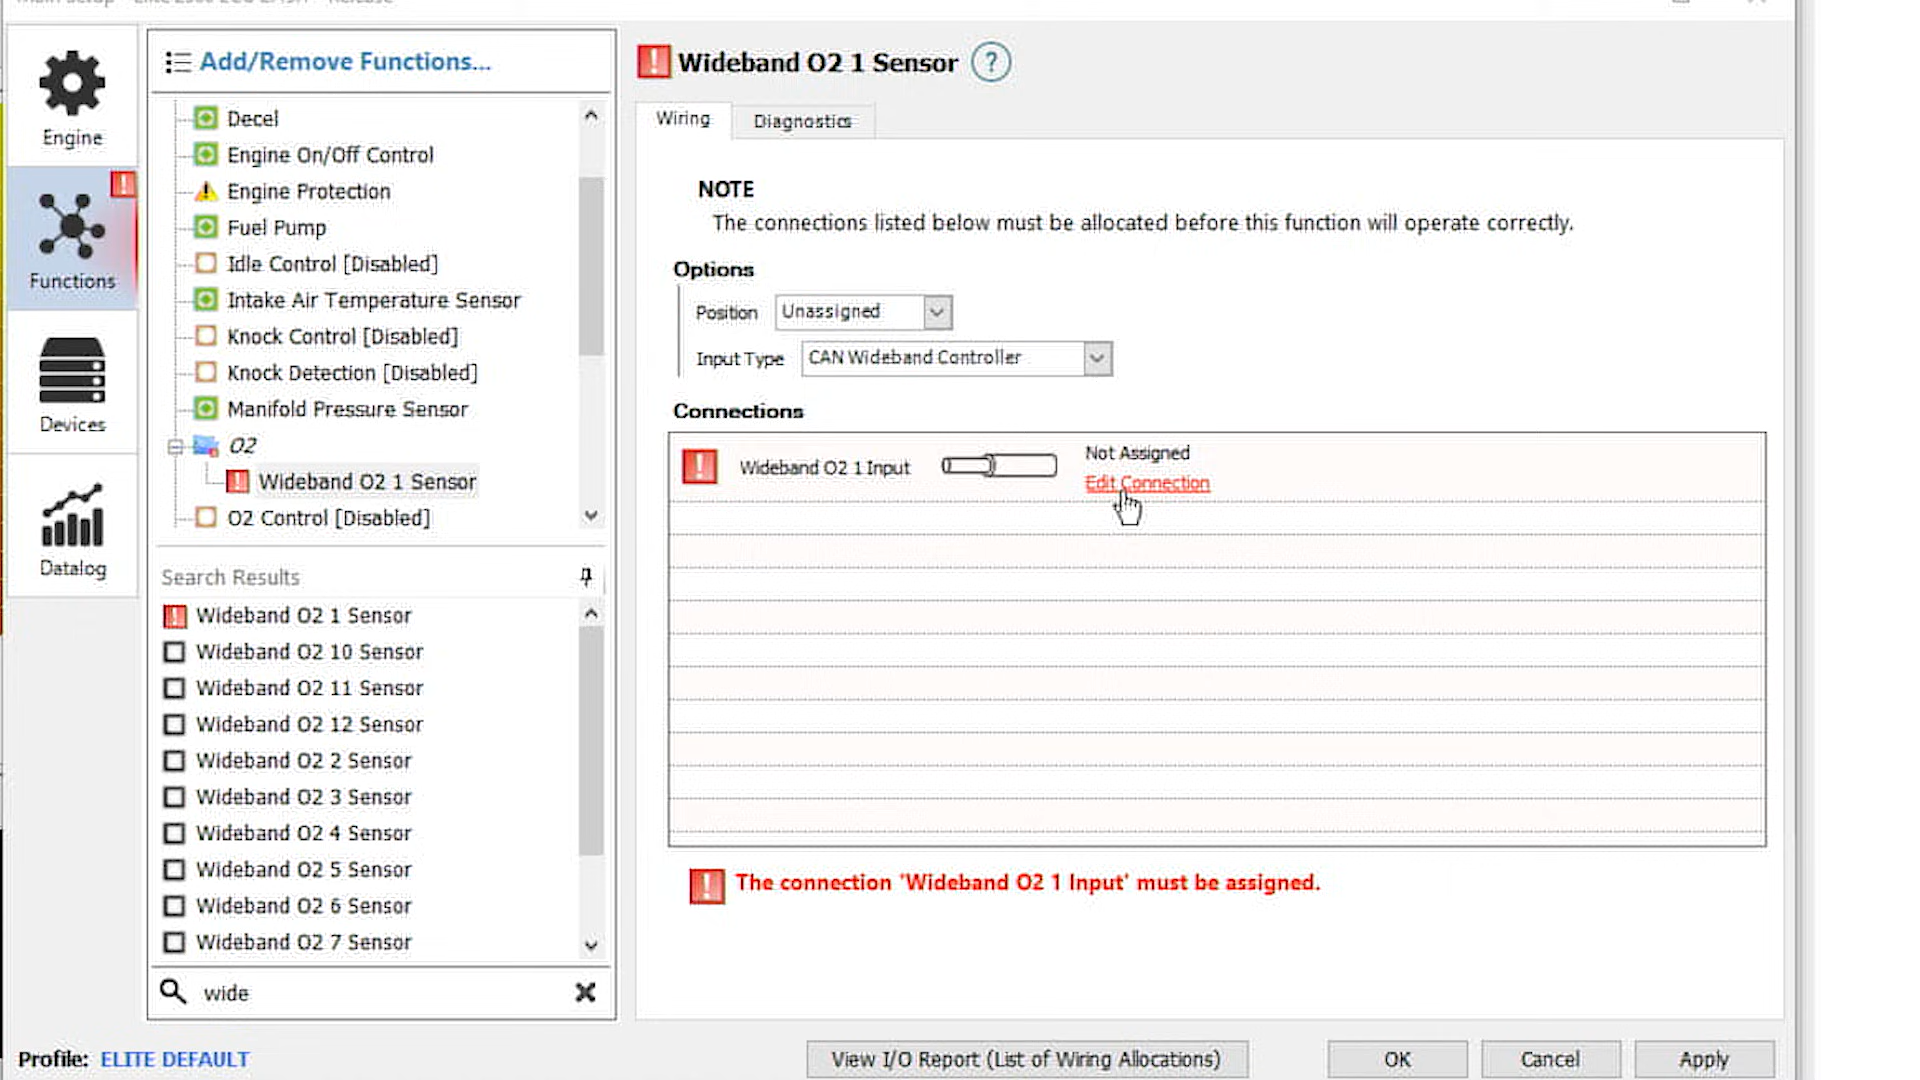 Engine
Functions
Devices
Datalog
Add/Remove Functions...
Decel
Engine On/Off Control
Engine Protection
Fuel Pump
Idle Control [Disabled]
Intake Air Temperature Sensor
Knock Control [Disabled]
Knock Detection [Disabled]
Manifold Pressure Sensor
O2
Wideband O2 1 Sensor
O2 Control [Disabled]
Search Results
Wideband O2 1 Sensor
Wideband O2 10 Sensor
Wideband O2 11 Sensor
Wideband O2 12 Sensor
Wideband O2 2 Sensor
Wideband O2 3 Sensor
Wideband O2 4 Sensor
Wideband O2 5 Sensor
Wideband O2 6 Sensor
Wideband O2 7 Sensor
wide
Wideband O2 1 Sensor ?
Wiring Diagnostics
NOTE
The connections listed below must be allocated before this function will operate correctly.
Options
Position Unassigned
Input Type CAN Wideband Controller
Connections
Wideband O2 1 Input
Not Assigned
Edit Connection
The connection 'Wideband O2 1 Input' must be assigned.
Profile: ELITE DEFAULT
View I/O Report (List of Wiring Allocations)
OK
Cancel
Apply